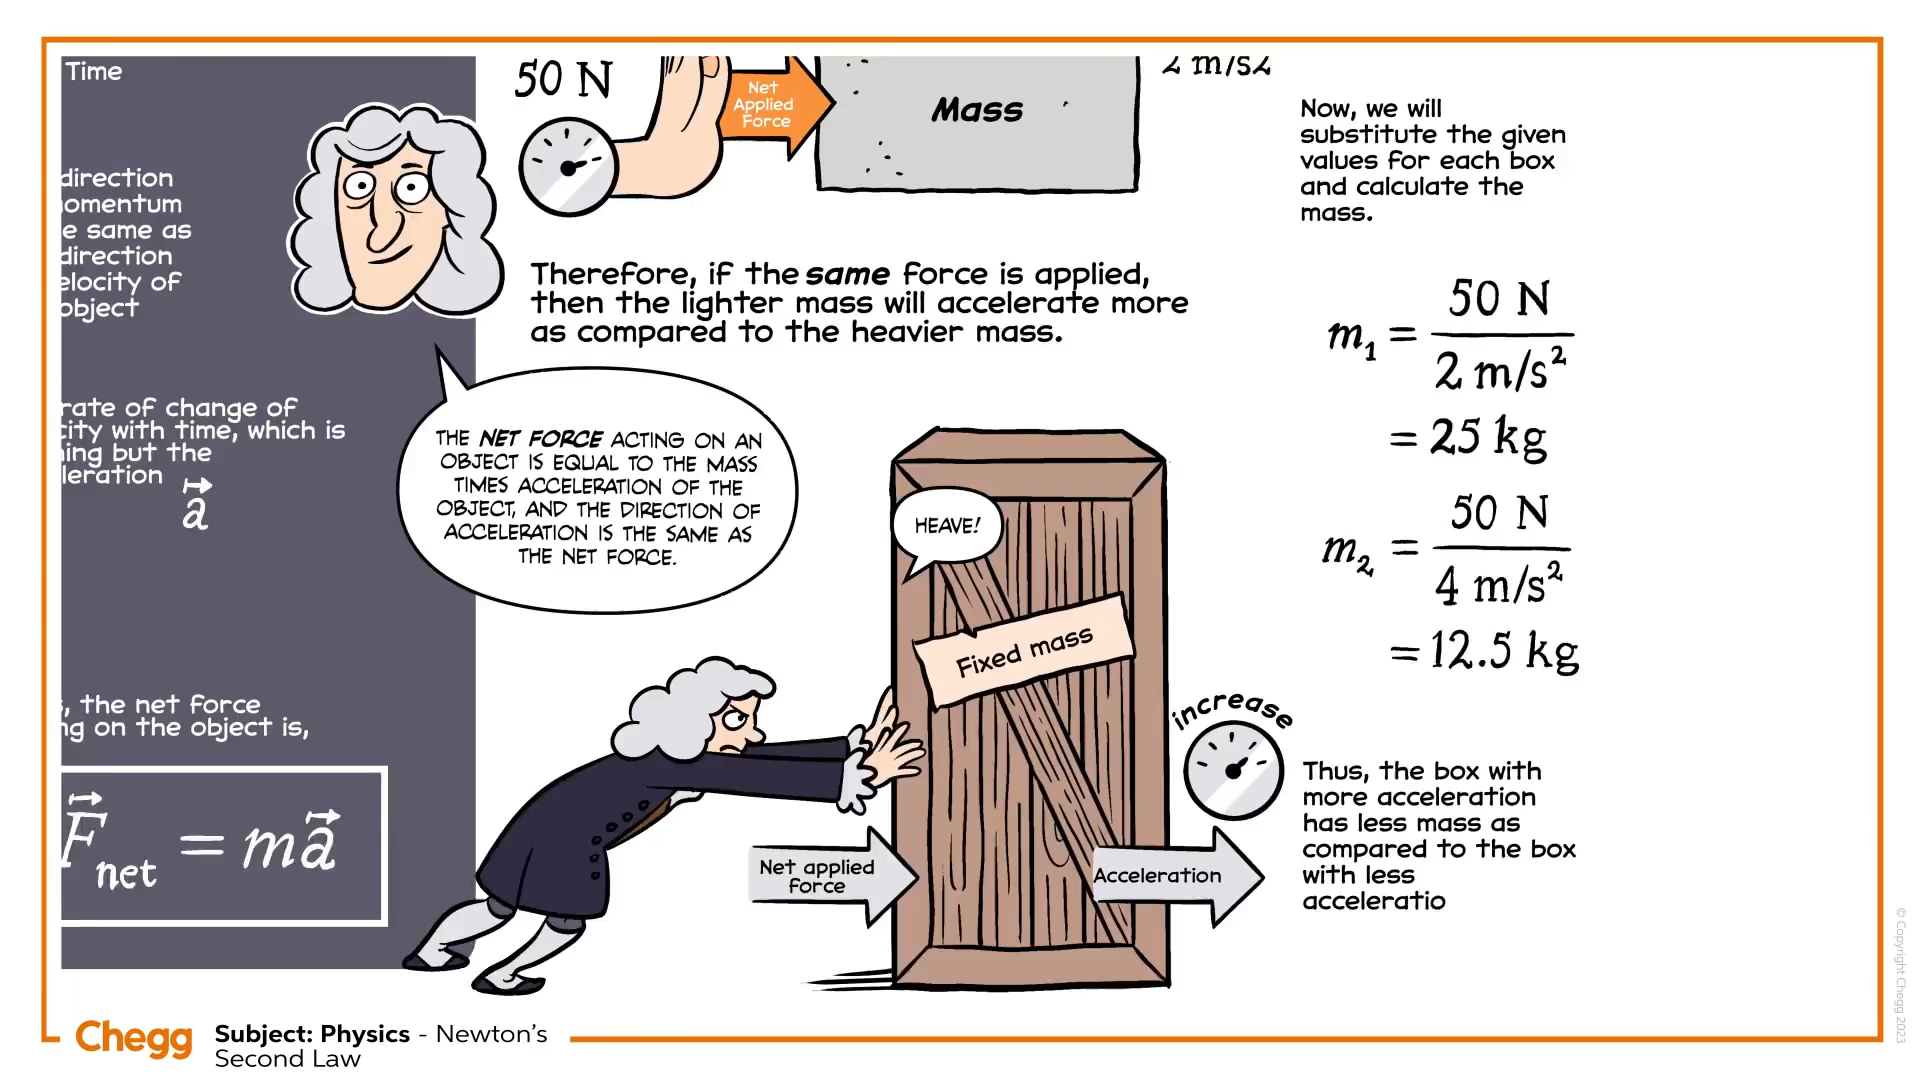 Time
direction
omentum
e same as
direction
elocity of
object
rate of change of
city with time, which is
ing but the
leration
a
, the net force
ng on the object is,
F net = ma
50 N
Net
Applied
Force
Mass
2 m/s2
Therefore, if the same force is applied,
then the lighter mass will accelerate more
as compared to the heavier mass.
THE NET FORCE ACTING ON AN
OBJECT IS EQUAL TO THE MASS
TIMES ACCELERATION OF THE
OBJECT, AND THE DIRECTION OF
ACCELERATION IS THE SAME AS
THE NET FORCE.
HEAVE!
Fixed mass
increase
Net applied
force
Acceleration
Now, we will
substitute the given
values for each box
and calculate the
mass.
m₁ = 50 N
2 m/s²
= 25 kg
m₂ = 50 N
4 m/s²
= 12.5 kg
Thus, the box with
more acceleration
has less mass as
compared to the box
with less
acceleratio
Chegg
Subject: Physics - Newton's
Second Law
© Copyright Chegg 2023